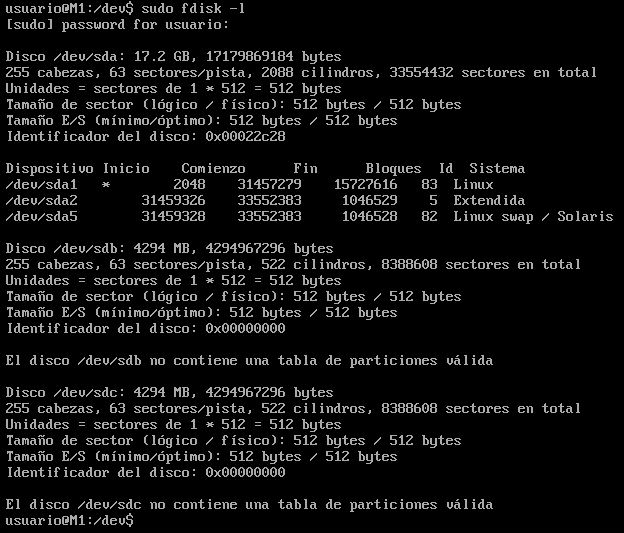 usuario@M1:/dev$ sudo fdisk -l
[sudo] password for usuario:
Disco /dev/sda: 17.2 GB, 17179869184 bytes
255 cabezas, 63 sectores/pista, 2088 cilindros, 33554432 sectores en total
Unidades = sectores de 1 * 512 = 512 bytes
Tamaño de sector (lógico / físico): 512 bytes / 512 bytes
Tamaño E/S (mínimo/óptimo): 512 bytes / 512 bytes
Identificador del disco: 0x00022c28
Dispositivo Inicio    Comienzo      Fin      Bloques  Id  Sistema
/dev/sda1   *        2048    31457279    15727616   83  Linux
/dev/sda2        31459326    33552383     1046529    5  Extendida
/dev/sda5        31459328    33552383     1046528   82  Linux swap / Solaris
Disco /dev/sdb: 4294 MB, 4294967296 bytes
255 cabezas, 63 sectores/pista, 522 cilindros, 8388608 sectores en total
Unidades = sectores de 1 * 512 = 512 bytes
Tamaño de sector (lógico / físico): 512 bytes / 512 bytes
Tamaño E/S (mínimo/óptimo): 512 bytes / 512 bytes
Identificador del disco: 0x00000000
El disco /dev/sdb no contiene una tabla de particiones válida
Disco /dev/sdc: 4294 MB, 4294967296 bytes
255 cabezas, 63 sectores/pista, 522 cilindros, 8388608 sectores en total
Unidades = sectores de 1 * 512 = 512 bytes
Tamaño de sector (lógico / físico): 512 bytes / 512 bytes
Tamaño E/S (mínimo/óptimo): 512 bytes / 512 bytes
Identificador del disco: 0x00000000
El disco /dev/sdc no contiene una tabla de particiones válida
usuario@M1:/dev$